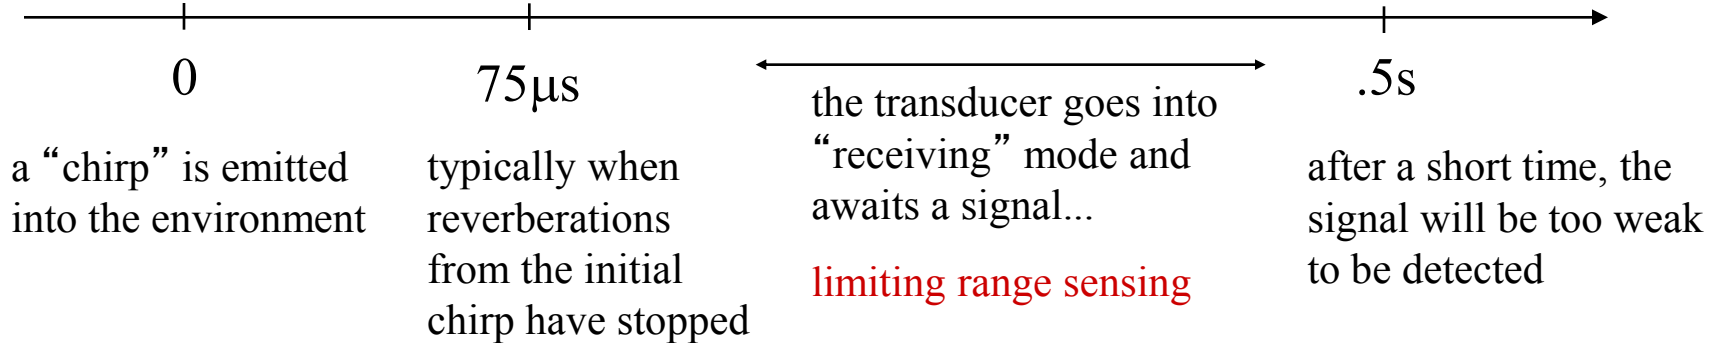 0
a “chirp” is emitted
into the environment
75μs
typically when
reverberations
from the initial
chirp have stopped
the transducer goes into
“receiving” mode and
awaits a signal...
limiting range sensing
.5s
after a short time, the
signal will be too weak
to be detected